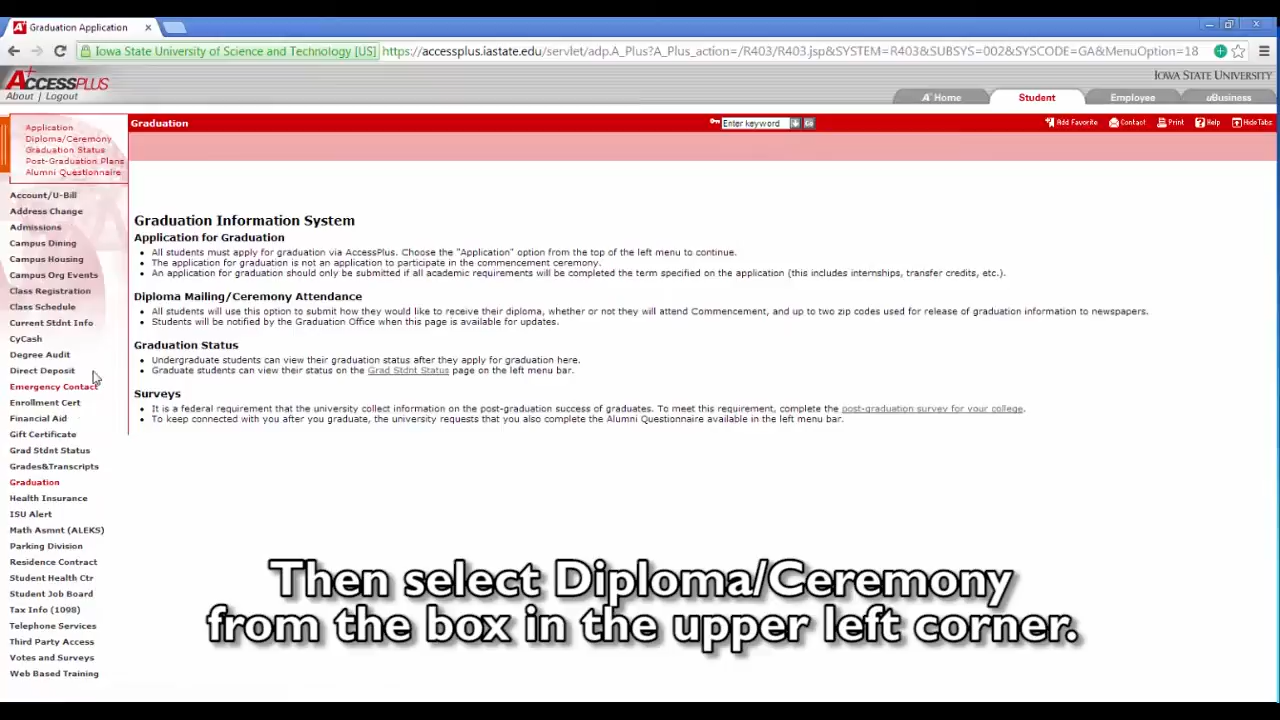 Graduation Application
Iowa State University of Science and Technology [US]
https://accessplus.iastate.edu/servlet/adp.A_Plus?A_Plus_action=/R403/R403.jsp&SYSTEM=R403&SUBSYS=002&SYSCODE=GA&MenuOption=18
ACCESSPLUS
IOWA STATE UNIVERSITY
About | Logout
A+ Home
Student
Employee
uBusiness
Graduation
Enter keyword
Go
Add Favorite
Contact
Print
Help
Hide Tabs
Application
Diploma/Ceremony
Graduation Status
Post-Graduation Plans
Alumni Questionnaire
Account/U-Bill
Address Change
Admissions
Campus Dining
Campus Housing
Campus Org Events
Class Registration
Class Schedule
Current Stdnt Info
CyCash
Degree Audit
Direct Deposit
Emergency Contact
Enrollment Cert
Financial Aid
Gift Certificate
Grad Stdnt Status
Grades&Transcripts
Graduation
Health Insurance
ISU Alert
Math Asmnt (ALEKS)
Parking Division
Residence Contract
Student Health Ctr
Student Job Board
Tax Info (1098)
Telephone Services
Third Party Access
Votes and Surveys
Web Based Training
Graduation Information System
Application for Graduation
All students must apply for graduation via AccessPlus. Choose the "Application" option from the top of the left menu to continue.
The application for graduation is not an application to participate in the commencement ceremony.
An application for graduation should only be submitted if all academic requirements will be completed the term specified on the application (this includes internships, transfer credits, etc.).
Diploma Mailing/Ceremony Attendance
All students will use this option to submit how they would like to receive their diploma, whether or not they will attend Commencement, and up to two zip codes used for release of graduation information to newspapers.
Students will be notified by the Graduation Office when this page is available for updates.
Graduation Status
Undergraduate students can view their graduation status after they apply for graduation here.
Graduate students can view their status on the Grad Stdnt Status page on the left menu bar.
Surveys
It is a federal requirement that the university collect information on the post-graduation success of graduates. To meet this requirement, complete the post-graduation survey for your college.
To keep connected with you after you graduate, the university requests that you also complete the Alumni Questionnaire available in the left menu bar.
Then select Diploma/Ceremony
from the box in the upper left corner.